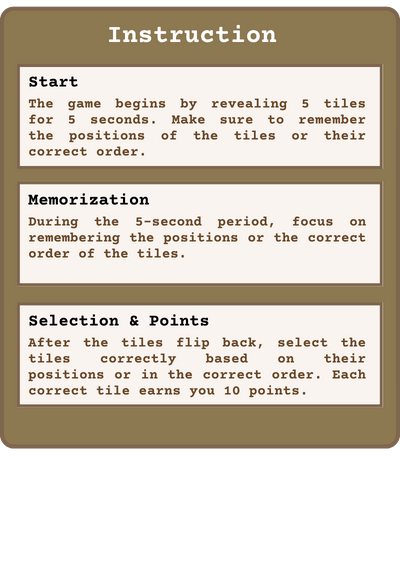 Instruction
Start
The game begins by revealing 5 tiles
for 5 seconds. Make sure to remember
the positions of the tiles or their
correct order.
Memorization
During the 5-second period, focus on
remembering the positions or the correct
order of the tiles.
Selection & Points
After the tiles flip back, select the
tiles correctly based on their
positions or in the correct order. Each
correct tile earns you 10 points.